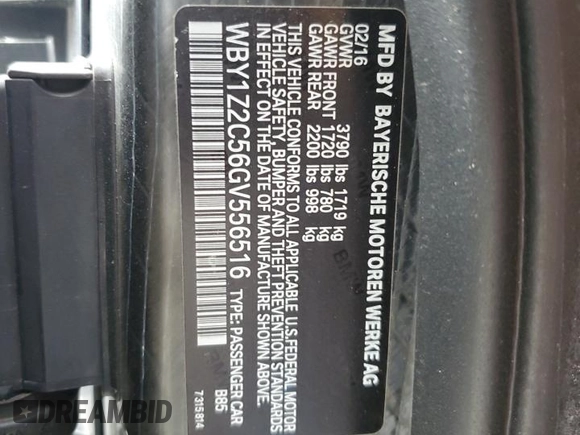 MFD BY BAYERISCHE MOTOREN WERKE AG
02/16
GVWR 3790 lbs 1719 kg
GAWR FRONT 1720 lbs 780 kg
GAWR REAR 2200 lbs 998 kg
THIS VEHICLE CONFORMS TO ALL APPLICABLE U.S.FEDERAL MOTOR
VEHICLE SAFETY, BUMPER AND THEFT PREVENTION STANDARDS
IN EFFECT ON THE DATE OF MANUFACTURE SHOWN ABOVE.
WBY1Z2C56GV556516 TYPE: PASSENGER CAR
B85
7315814
DREAMBID